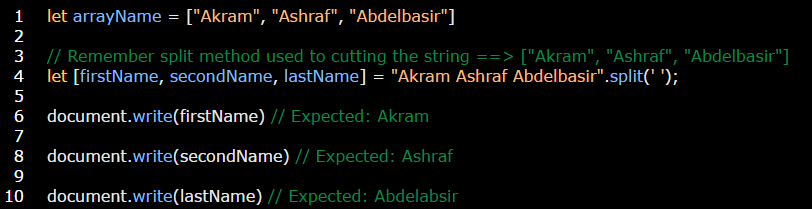 1 let arrayName = ["Akram", "Ashraf", "Abdelbasir"]
2
3 // Remember split method used to cutting the string ==> ["Akram", "Ashraf", "Abdelbasir"]
4 let [firstName, secondName, lastName] = "Akram Ashraf Abdelbasir".split(' ');
5
6 document.write(firstName) // Expected: Akram
7
8 document.write(secondName) // Expected: Ashraf
9
10 document.write(lastName) // Expected: Abdelabsir